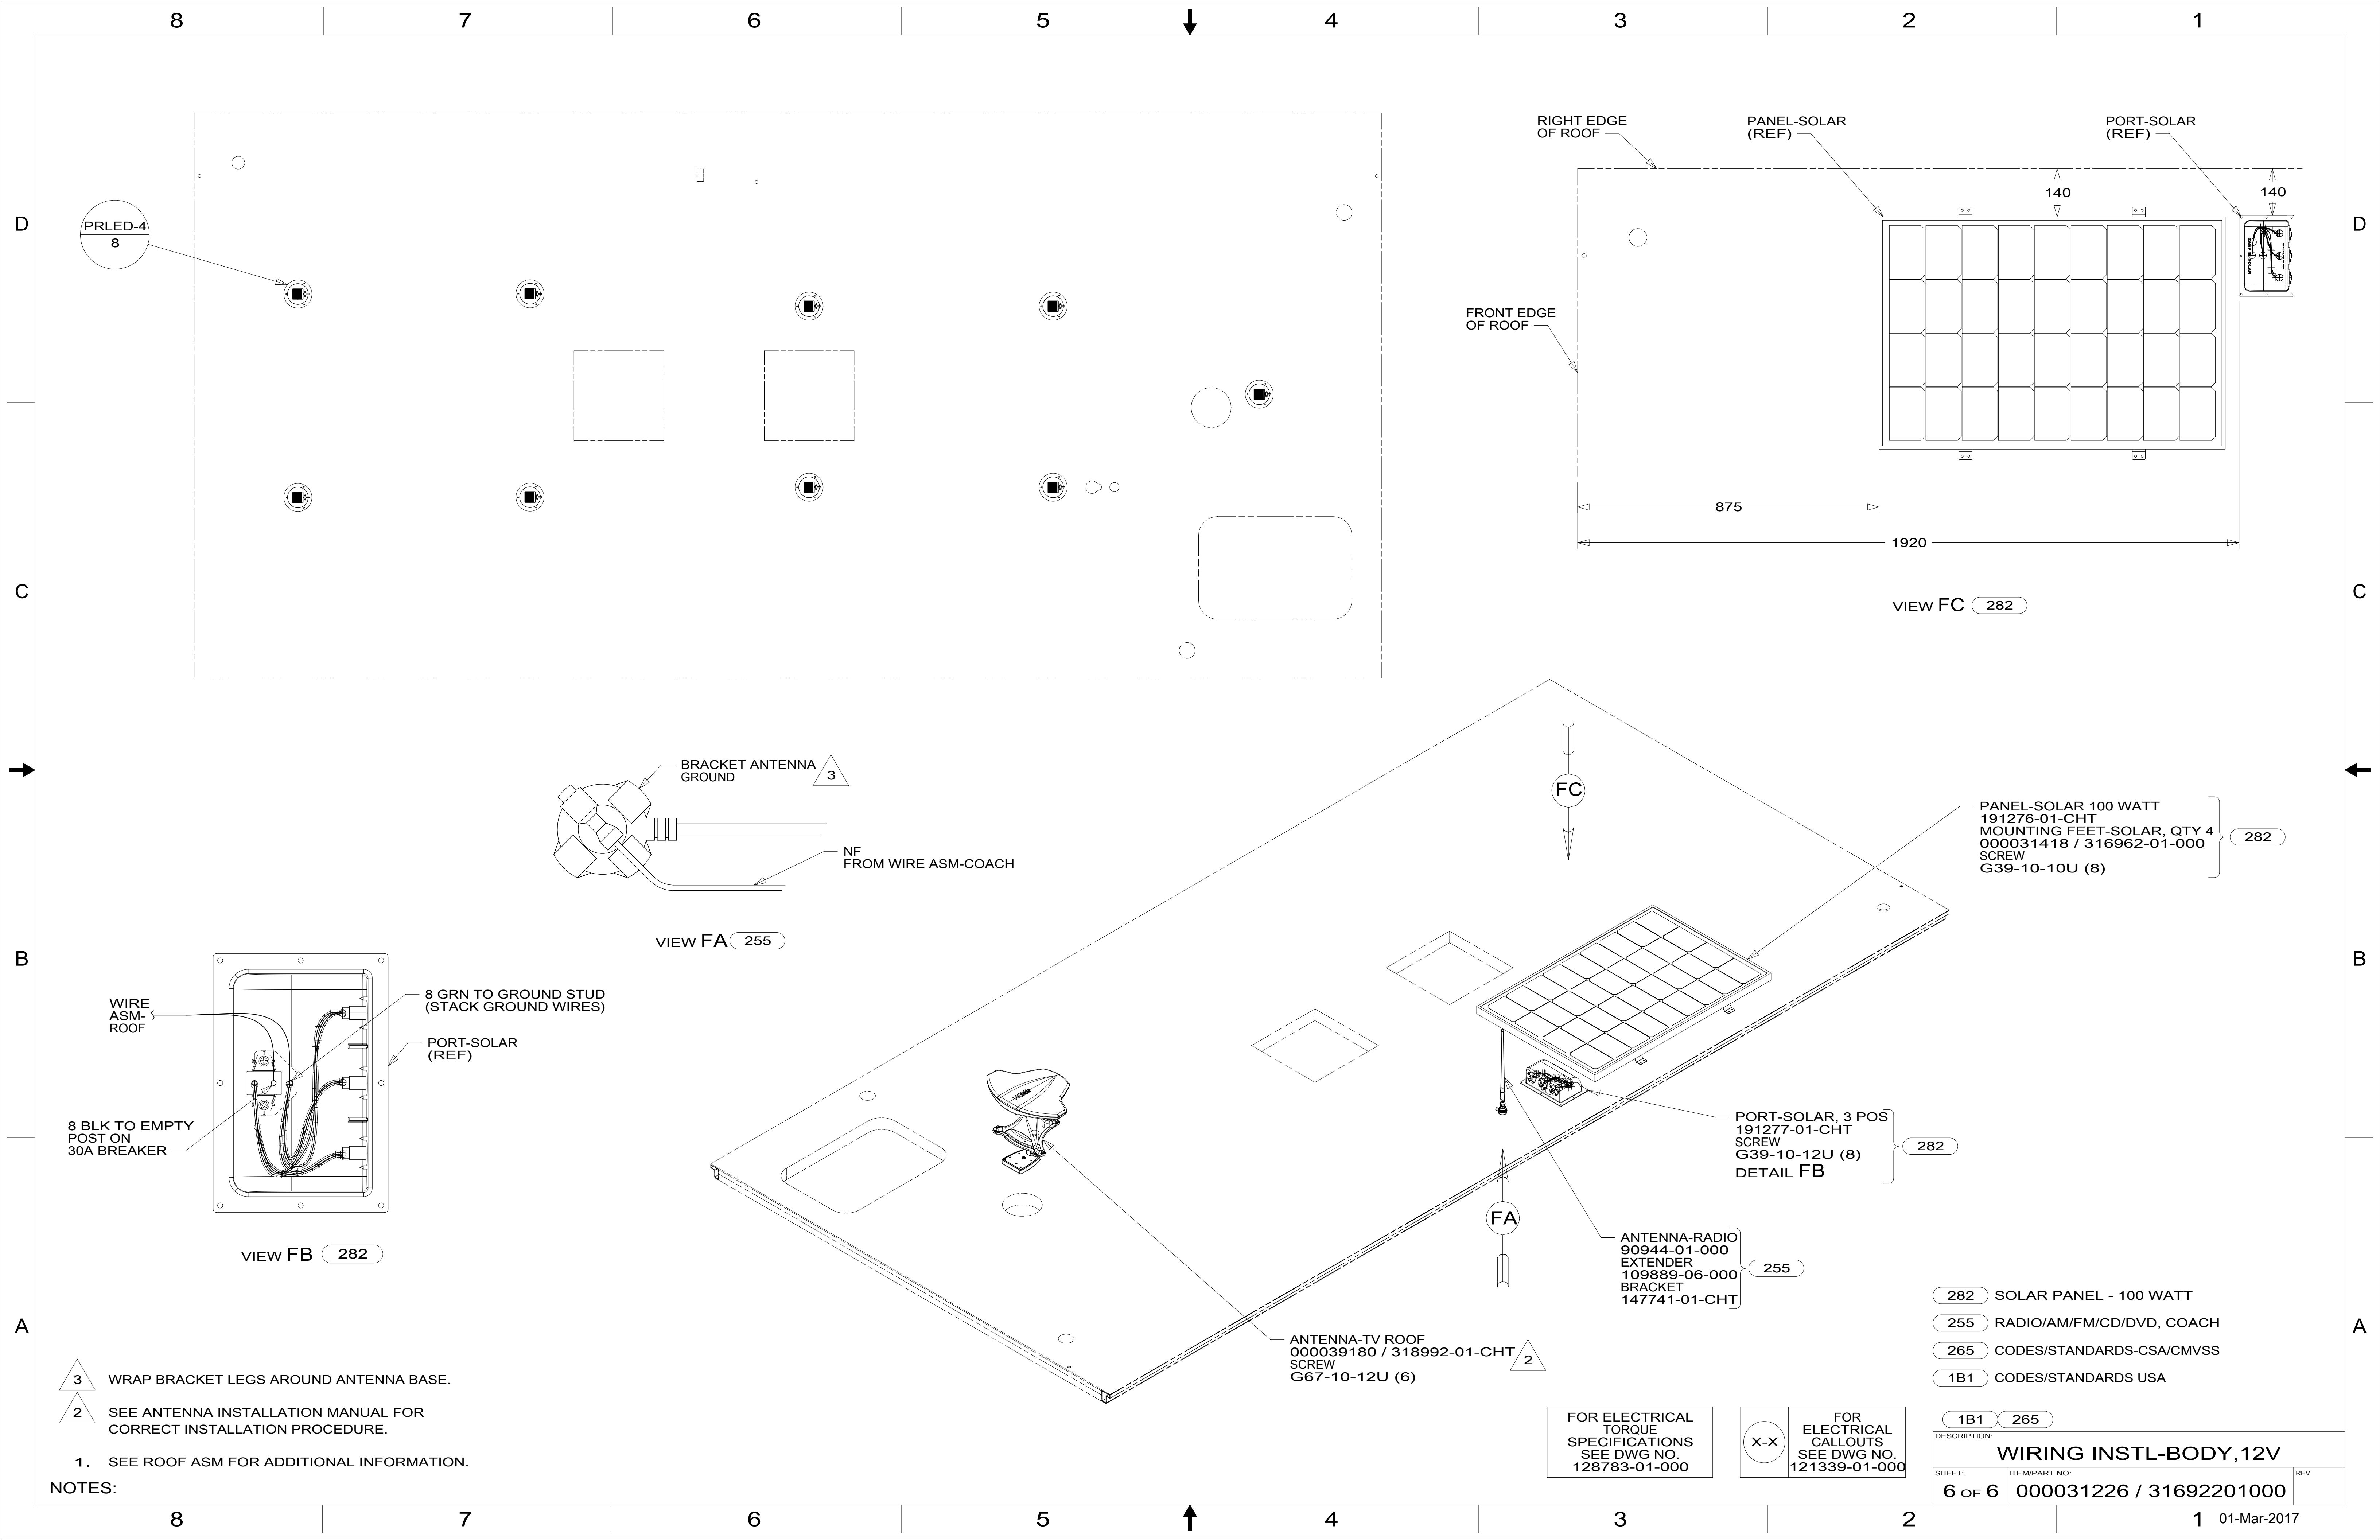 8 7 6 5 4 3 2 1
D
C
B
A
PRLED-4
8
RIGHT EDGE
OF ROOF
PANEL-SOLAR
(REF)
PORT-SOLAR
(REF)
140
140
FRONT EDGE
OF ROOF
875
1920
VIEW FC 282
BRACKET ANTENNA
GROUND
3
NF
FROM WIRE ASM-COACH
VIEW FA 255
WIRE
ASM-
ROOF
8 GRN TO GROUND STUD
(STACK GROUND WIRES)
PORT-SOLAR
(REF)
8 BLK TO EMPTY
POST ON
30A BREAKER
VIEW FB 282
FC
PANEL-SOLAR 100 WATT
191276-01-CHT
MOUNTING FEET-SOLAR, QTY 4
000031418 / 316962-01-000
SCREW
G39-10-10U (8)
282
PORT-SOLAR, 3 POS
191277-01-CHT
SCREW
G39-10-12U (8)
DETAIL FB
282
FA
ANTENNA-RADIO
90944-01-000
EXTENDER
109889-06-000
BRACKET
147741-01-CHT
255
ANTENNA-TV ROOF
000039180 / 318992-01-CHT
SCREW
G67-10-12U (6)
2
3 WRAP BRACKET LEGS AROUND ANTENNA BASE.
2 SEE ANTENNA INSTALLATION MANUAL FOR
CORRECT INSTALLATION PROCEDURE.
1. SEE ROOF ASM FOR ADDITIONAL INFORMATION.
NOTES:
FOR ELECTRICAL
TORQUE
SPECIFICATIONS
SEE DWG NO.
128783-01-000
X-X
FOR
ELECTRICAL
CALLOUTS
SEE DWG NO.
121339-01-000
282 SOLAR PANEL - 100 WATT
255 RADIO/AM/FM/CD/DVD, COACH
265 CODES/STANDARDS-CSA/CMVSS
1B1 CODES/STANDARDS USA
1B1 265
DESCRIPTION:
WIRING INSTL-BODY,12V
SHEET:
6 OF 6
ITEM/PART NO:
000031226 / 31692201000
REV
D
C
B
A
8 7 6 5 4 3 2 1
01-Mar-2017